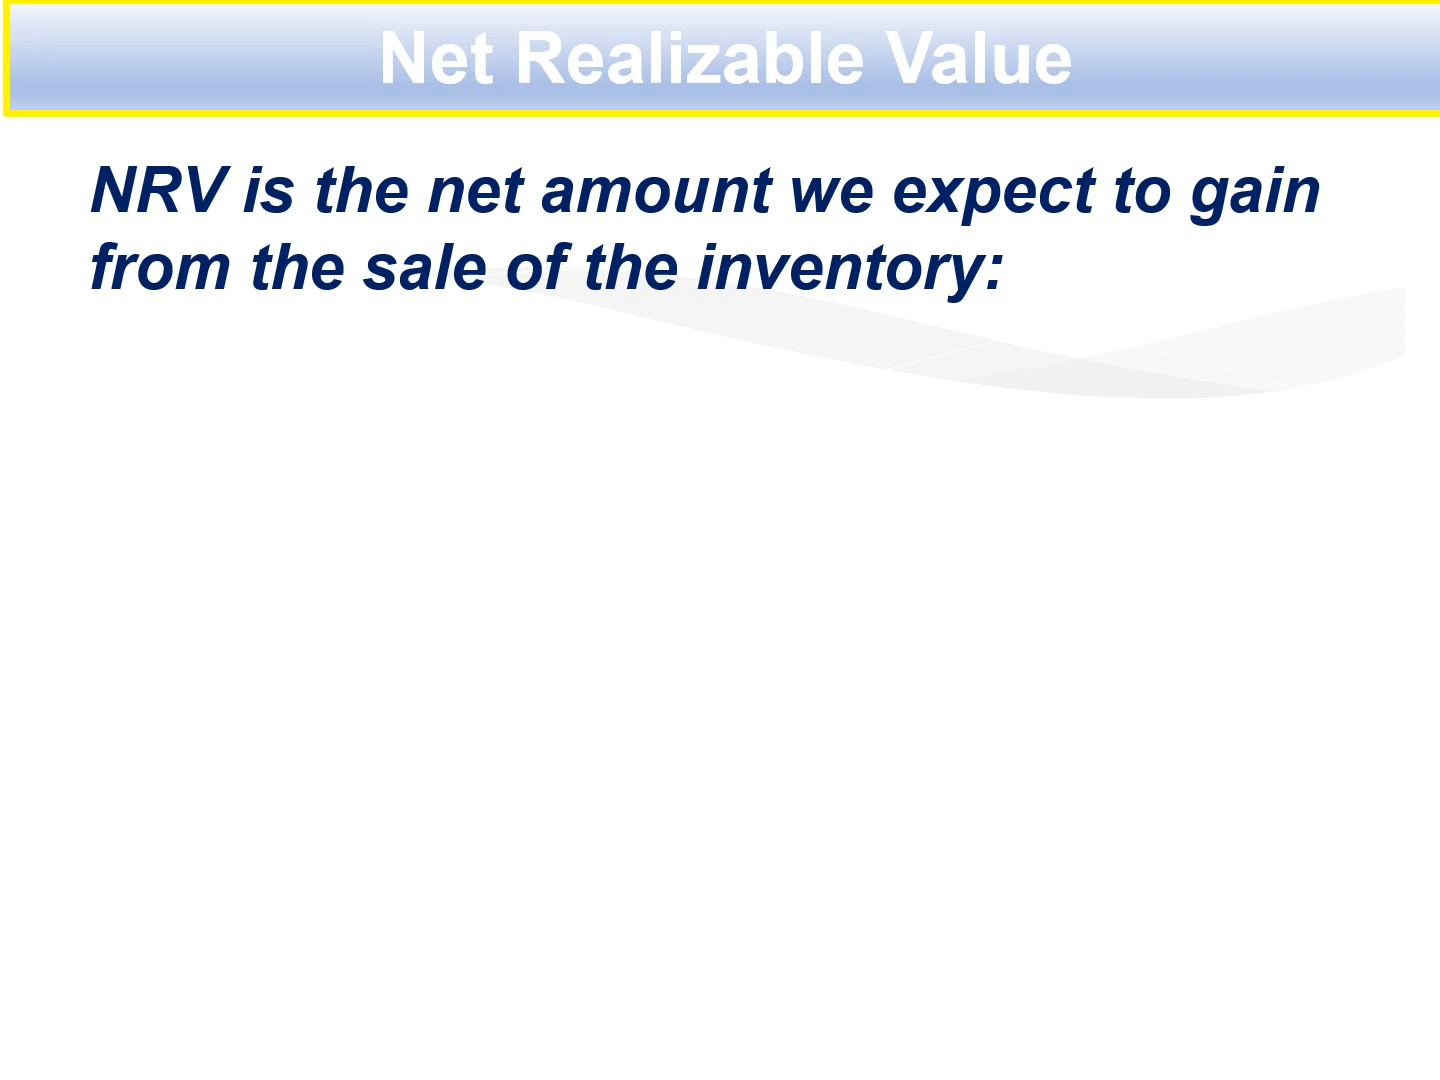 Net Realizable Value
NRV is the net amount we expect to gain
from the sale of the inventory: